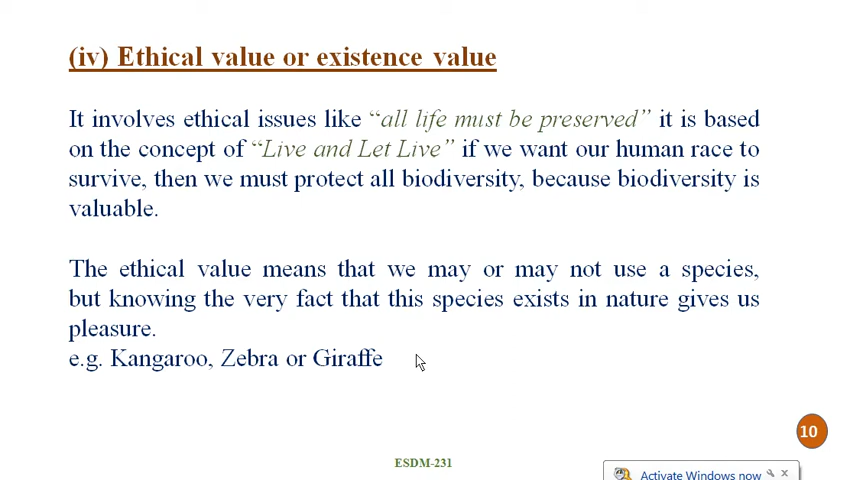 (iv) Ethical value or existence value
It involves ethical issues like “all life must be preserved” it is based
on the concept of “Live and Let Live” if we want our human race to
survive, then we must protect all biodiversity, because biodiversity is
valuable.
The ethical value means that we may or may not use a species,
but knowing the very fact that this species exists in nature gives us
pleasure.
e.g. Kangaroo, Zebra or Giraffe
10
ESDM-231
Activate Windows now